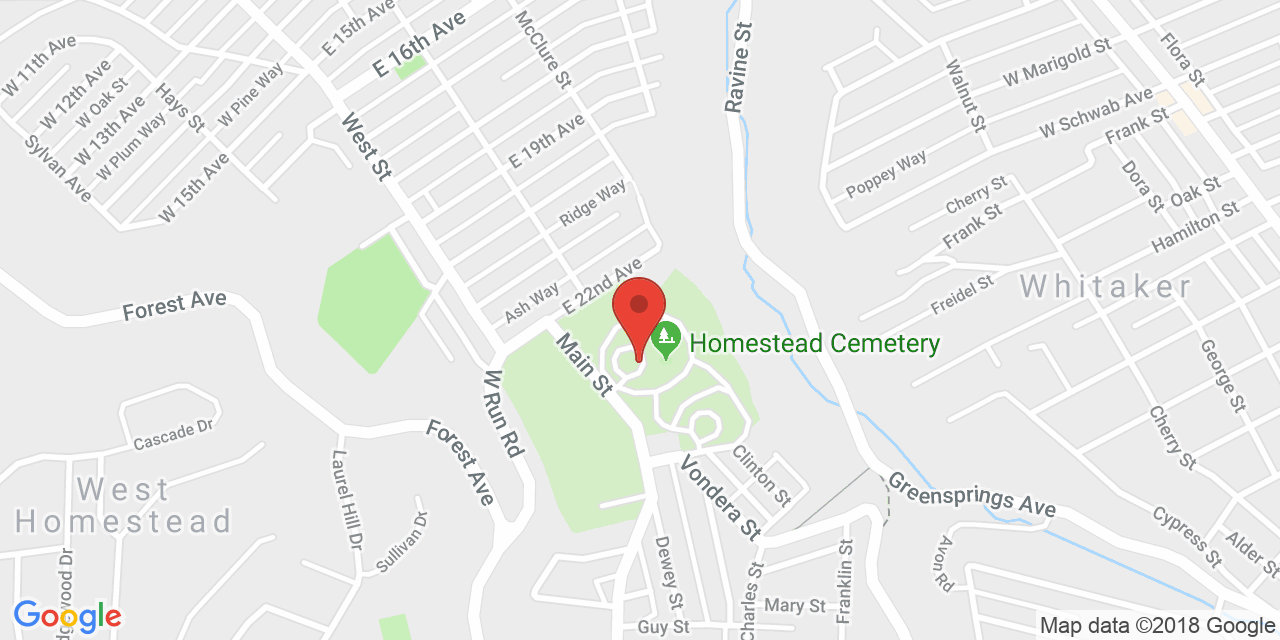 E 15th Ave
E 16th Ave
McClure St
Ravine St
Flora St
W 11th Ave
W 12th Ave
W Oak St
W 13th Ave
W Plum Way
Hays St
W Pine Way
W Marigold St
Walnut St
W Schwab Ave
Frank St
Sylvan Ave
W 15th Ave
West St
E 19th Ave
Ridge Way
Poppey Way
Cherry St
Frank St
Dora St
Oak St
Hamilton St
Forest Ave
Ash Way
E 22nd Ave
Freidel St
Whitaker
Homestead Cemetery
Main St
George St
W Run Rd
Cascade Dr
Forest Ave
Cherry St
West
Homestead
Laurel Hill Dr
Sullivan Dr
Clinton St
Vondera St
Greensprings Ave
Cypress St
Alder St
Avon Rd
Dewey St
Charles St
Franklin St
Mary St
Guy St
Google
Map data ©2018 Google